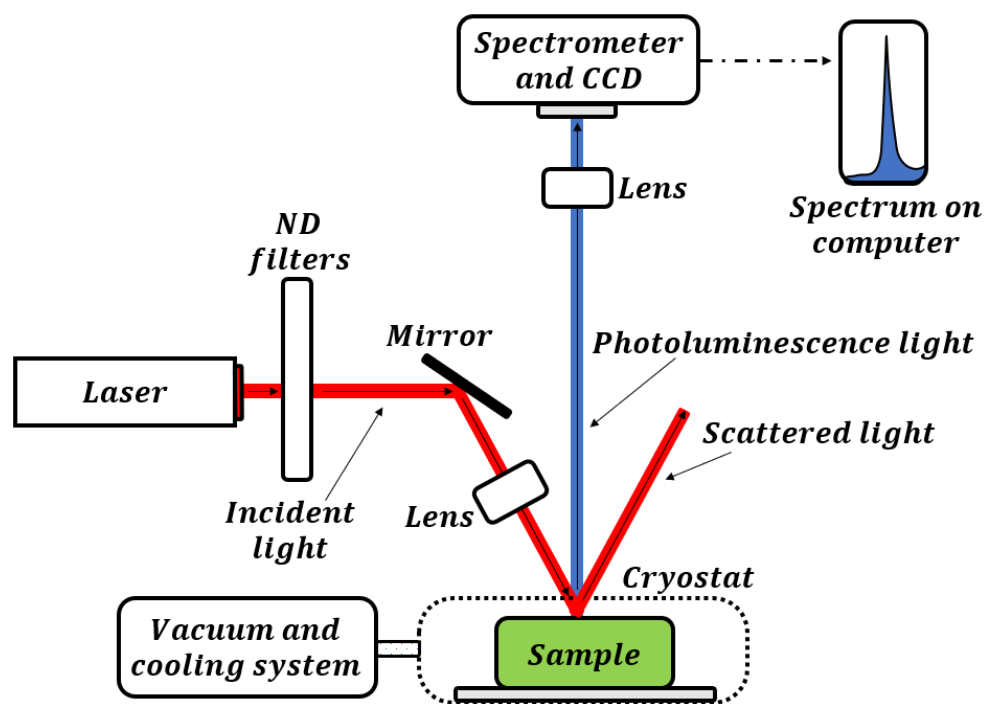 Spectrometer
and CCD
Lens
Spectrum on
computer
ND
filters
Mirror
Photoluminescence light
Laser
Scattered light
Incident
light
Lens
Cryostat
Vacuum and
cooling system
Sample